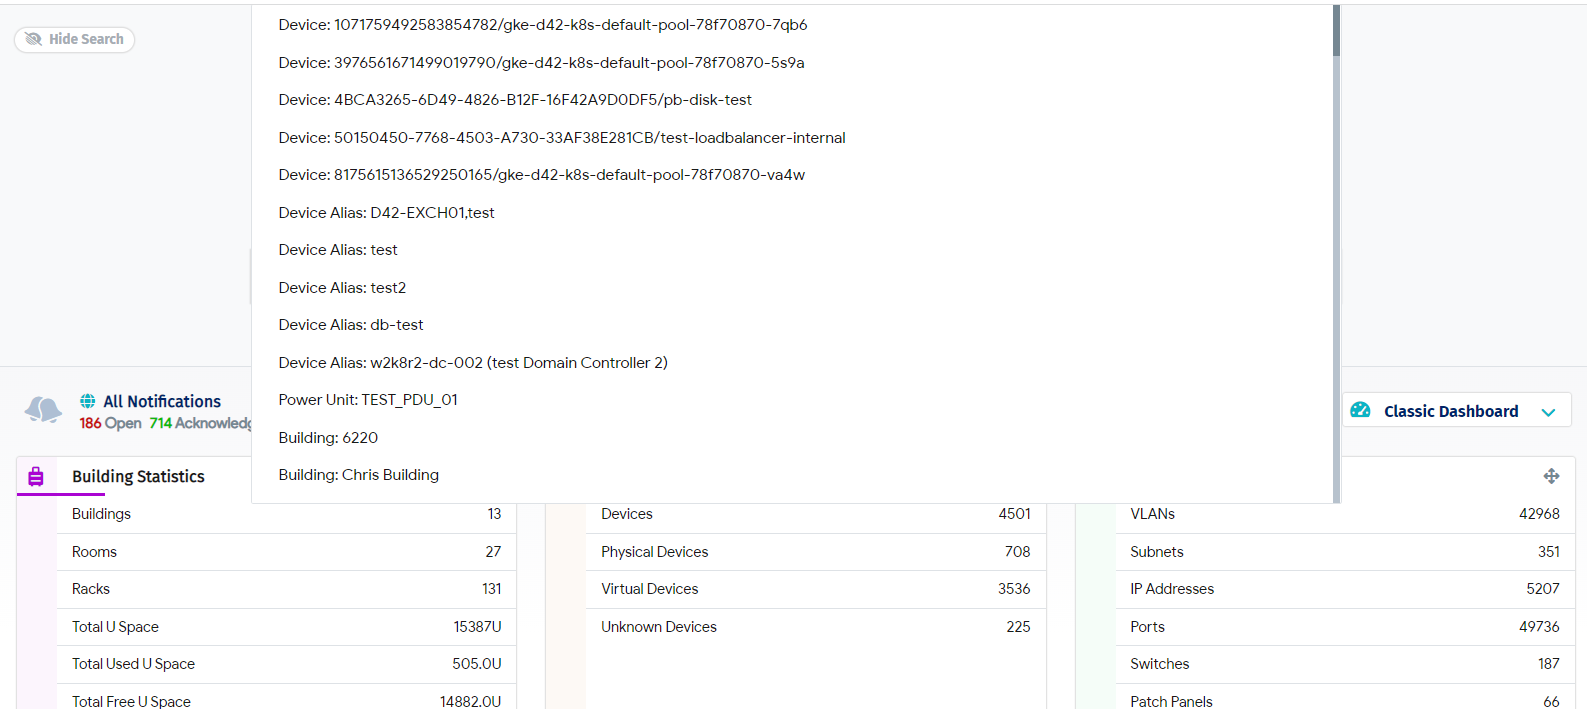 Hide Search
Device: 1071759492583854782/gke-d42-k8s-default-pool-78f70870-7qb6
Device: 3976561671499019790/gke-d42-k8s-default-pool-78f70870-5s9a
Device: 4BCA3265-6D49-4826-B12F-16F42A9D0DF5/pb-disk-test
Device: 50150450-7768-4503-A730-33AF38E281CB/test-loadbalancer-internal
Device: 8175615136529250165/gke-d42-k8s-default-pool-78f70870-va4w
Device Alias: D42-EXCH01,test
Device Alias: test
Device Alias: test2
Device Alias: db-test
Device Alias: w2k8r2-dc-002 (test Domain Controller 2)
Power Unit: TEST_PDU_01
Building: 6220
Building: Chris Building
All Notifications
186 Open 714 Acknowledg
Classic Dashboard
Building Statistics
Buildings 13
Rooms 27
Racks 131
Total U Space 15387U
Total Used U Space 505.0U
Total Free U Space 14882.0U
Devices 4501
Physical Devices 708
Virtual Devices 3536
Unknown Devices 225
VLANs 42968
Subnets 351
IP Addresses 5207
Ports 49736
Switches 187
Patch Panels 66